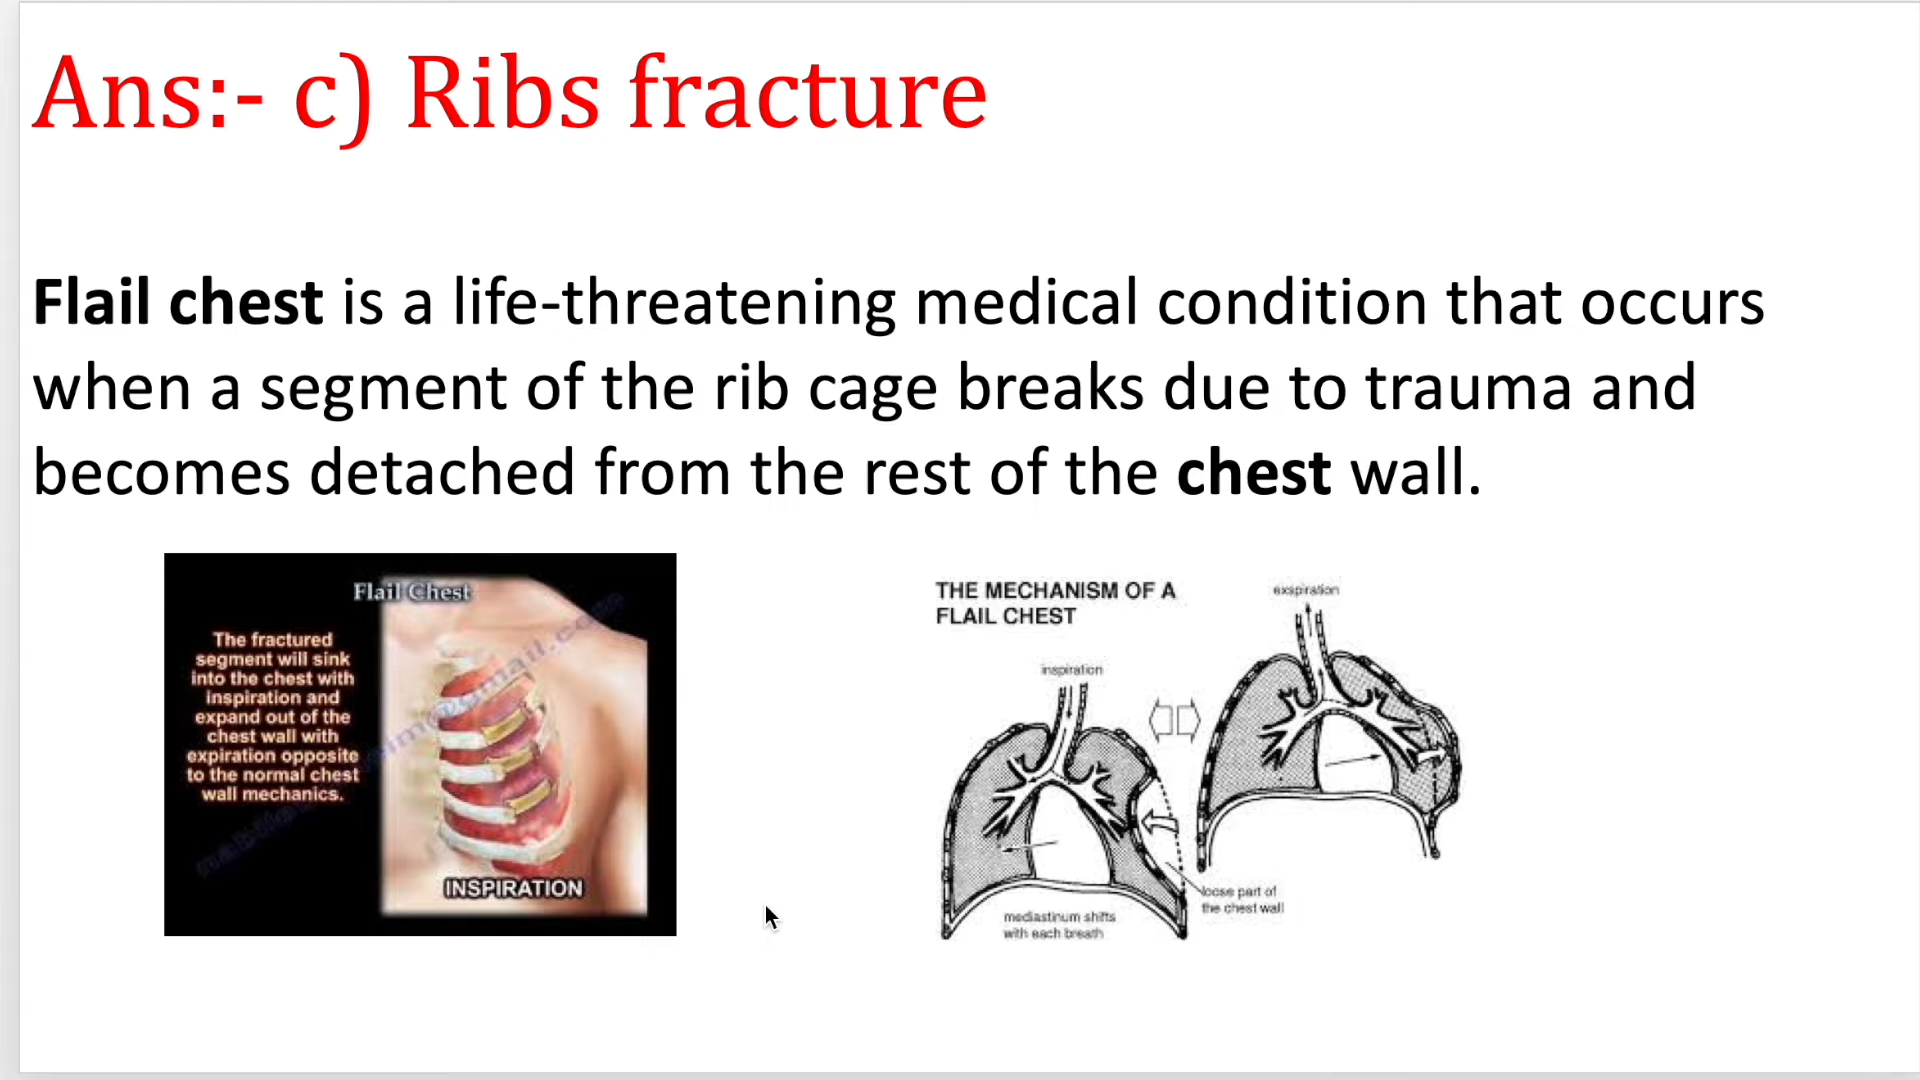 Ans:- c) Ribs fracture
Flail chest is a life-threatening medical condition that occurs
when a segment of the rib cage breaks due to trauma and
becomes detached from the rest of the chest wall.
Flail Chest
The fractured
segment will sink
into the chest with
inspiration and
expand out of the
chest wall with
expiration opposite
to the normal chest
wall mechanics.
INSPIRATION
THE MECHANISM OF A
FLAIL CHEST
exspiration
inspiration
loose part of
the chest wall
mediastinum shifts
with each breath